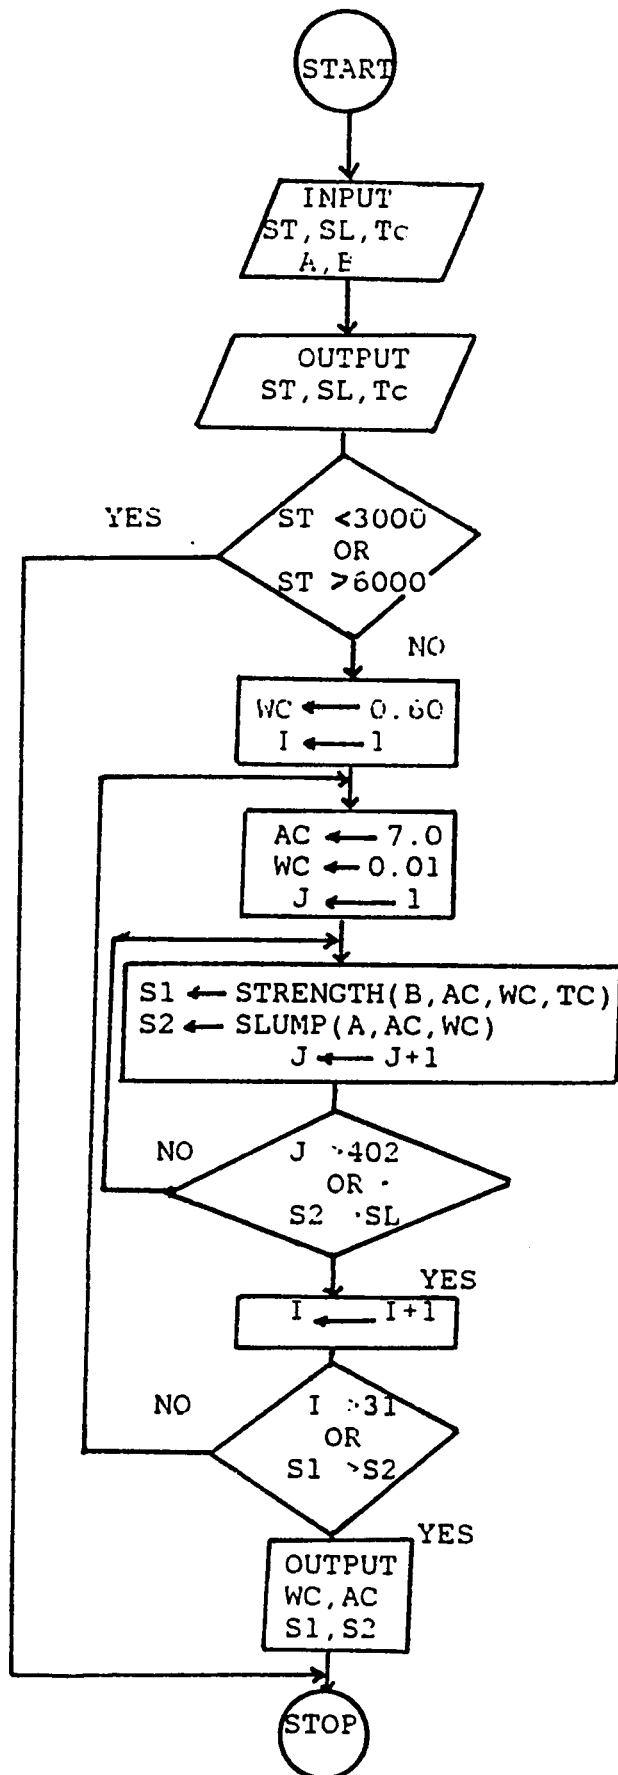 START
INPUT
ST,SL,Tc
A,B
OUTPUT
ST,SL,Tc
YES
ST <3000
OR
ST >6000
NO
WC ← 0.60
I ← 1
AC ← 7.0
WC ← 0.01
J ← 1
S1 ← STRENGTH(B,AC,WC,TC)
S2 ← SLUMP(A,AC,WC)
J ← J+1
NO
J >402
OR
S2 SL
YES
I ← I+1
NO
I >31
OR
S1 >S2
YES
OUTPUT
WC,AC
S1,S2
STOP